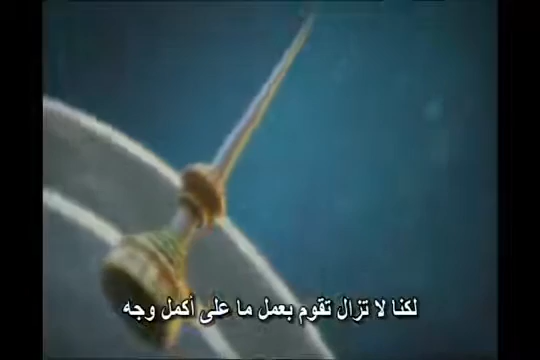 لكنا لا تزال تقوم بعمل ما على أكمل وجه